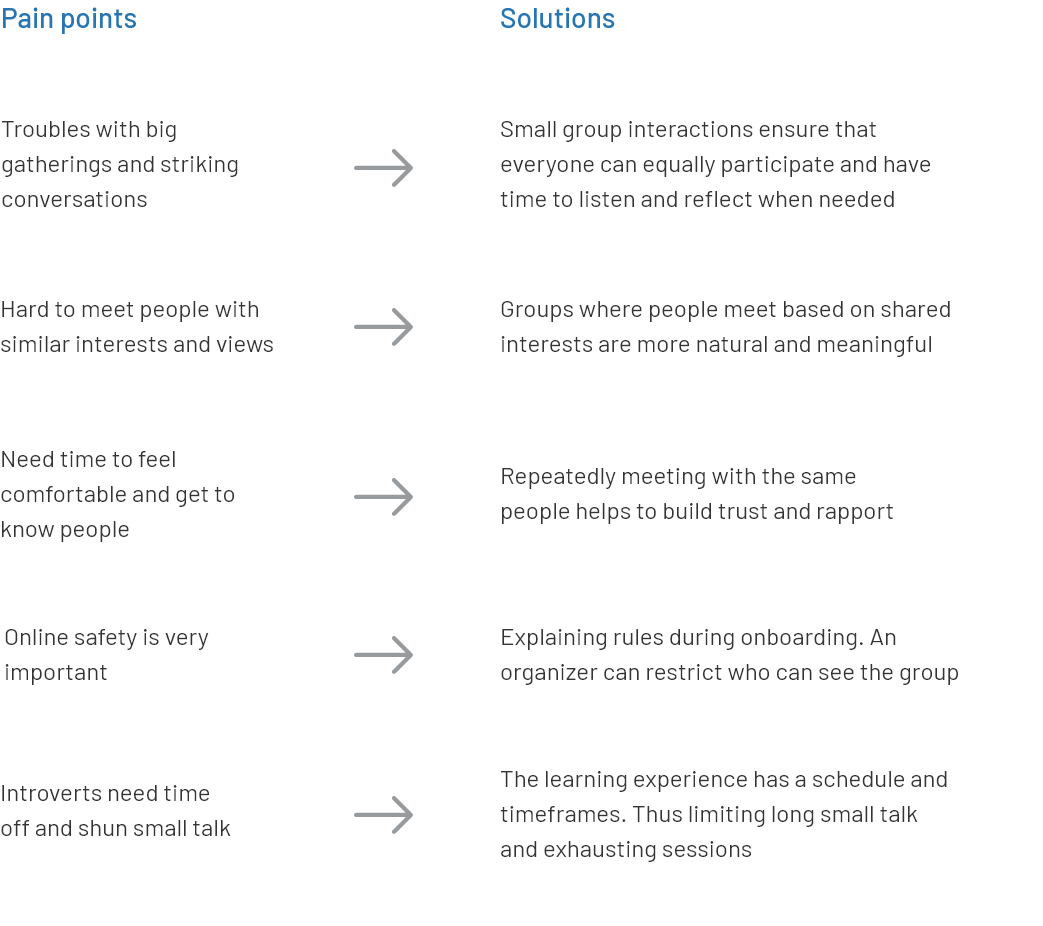 Pain points
Solutions
Troubles with big
gatherings and striking
conversations
Small group interactions ensure that
everyone can equally participate and have
time to listen and reflect when needed
Hard to meet people with
similar interests and views
Groups where people meet based on shared
interests are more natural and meaningful
Need time to feel
comfortable and get to
know people
Repeatedly meeting with the same
people helps to build trust and rapport
Online safety is very
important
Explaining rules during onboarding. An
organizer can restrict who can see the group
Introverts need time
off and shun small talk
The learning experience has a schedule and
timeframes. Thus limiting long small talk
and exhausting sessions